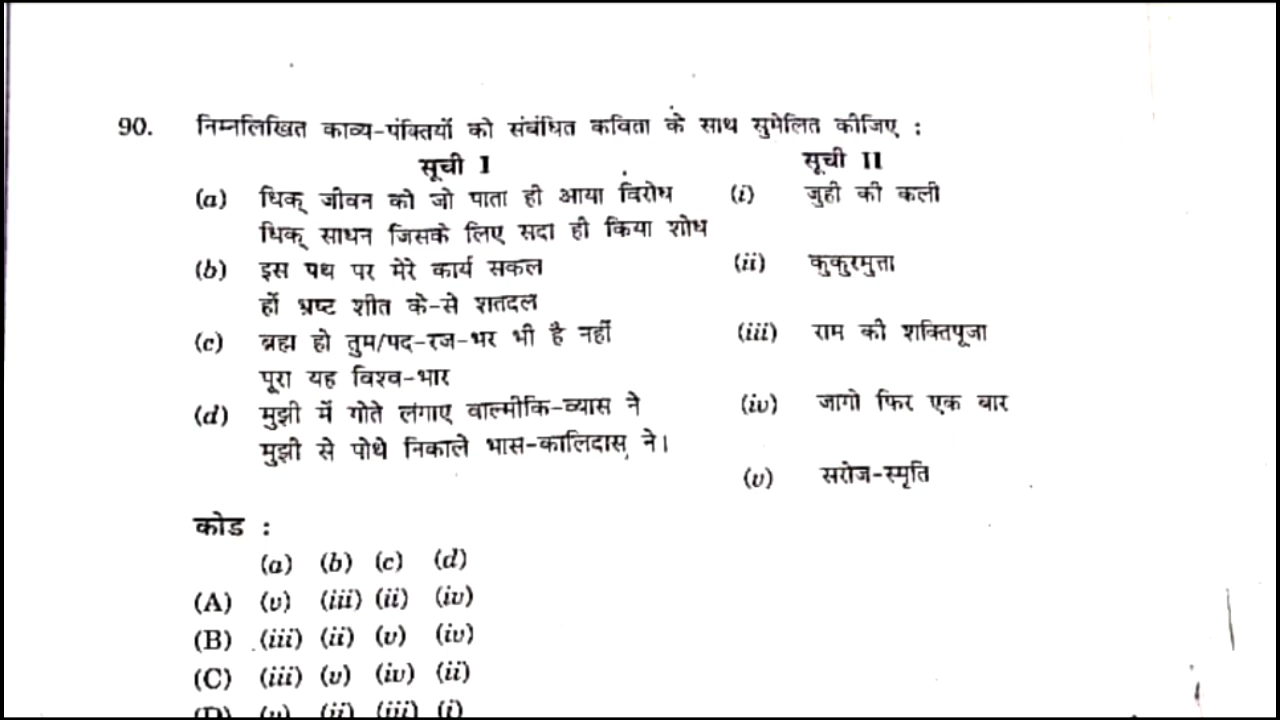 90. निम्नलिखित काव्य-पंक्तियों को संबंधित कविता के साथ सुमेलित कीजिए :
सूची I सूची II
(a) धिक् जीवन को जो पाता ही आया विरोध (i) जुही की कली
धिक् साधन जिसके लिए सदा ही किया शोध
(b) इस पथ पर मेरे कार्य सकल (ii) कुकुरमुत्ता
हों भ्रष्ट शीत के-से शतदल
(c) ब्रह्म हो तुम/पद-रज-भर भी है नहीं (iii) राम की शक्तिपूजा
पूरा यह विश्व-भार
(d) मुझी में गोते लगाए वाल्मीकि-व्यास ने (iv) जागो फिर एक बार
मुझी से पोथे निकाले भास-कालिदास ने।
(v) सरोज-स्मृति
कोड :
(a) (b) (c) (d)
(A) (v) (iii) (ii) (iv)
(B) (iii) (ii) (v) (iv)
(C) (iii) (v) (iv) (ii)
(D) (v) (ii) (iii) (i)